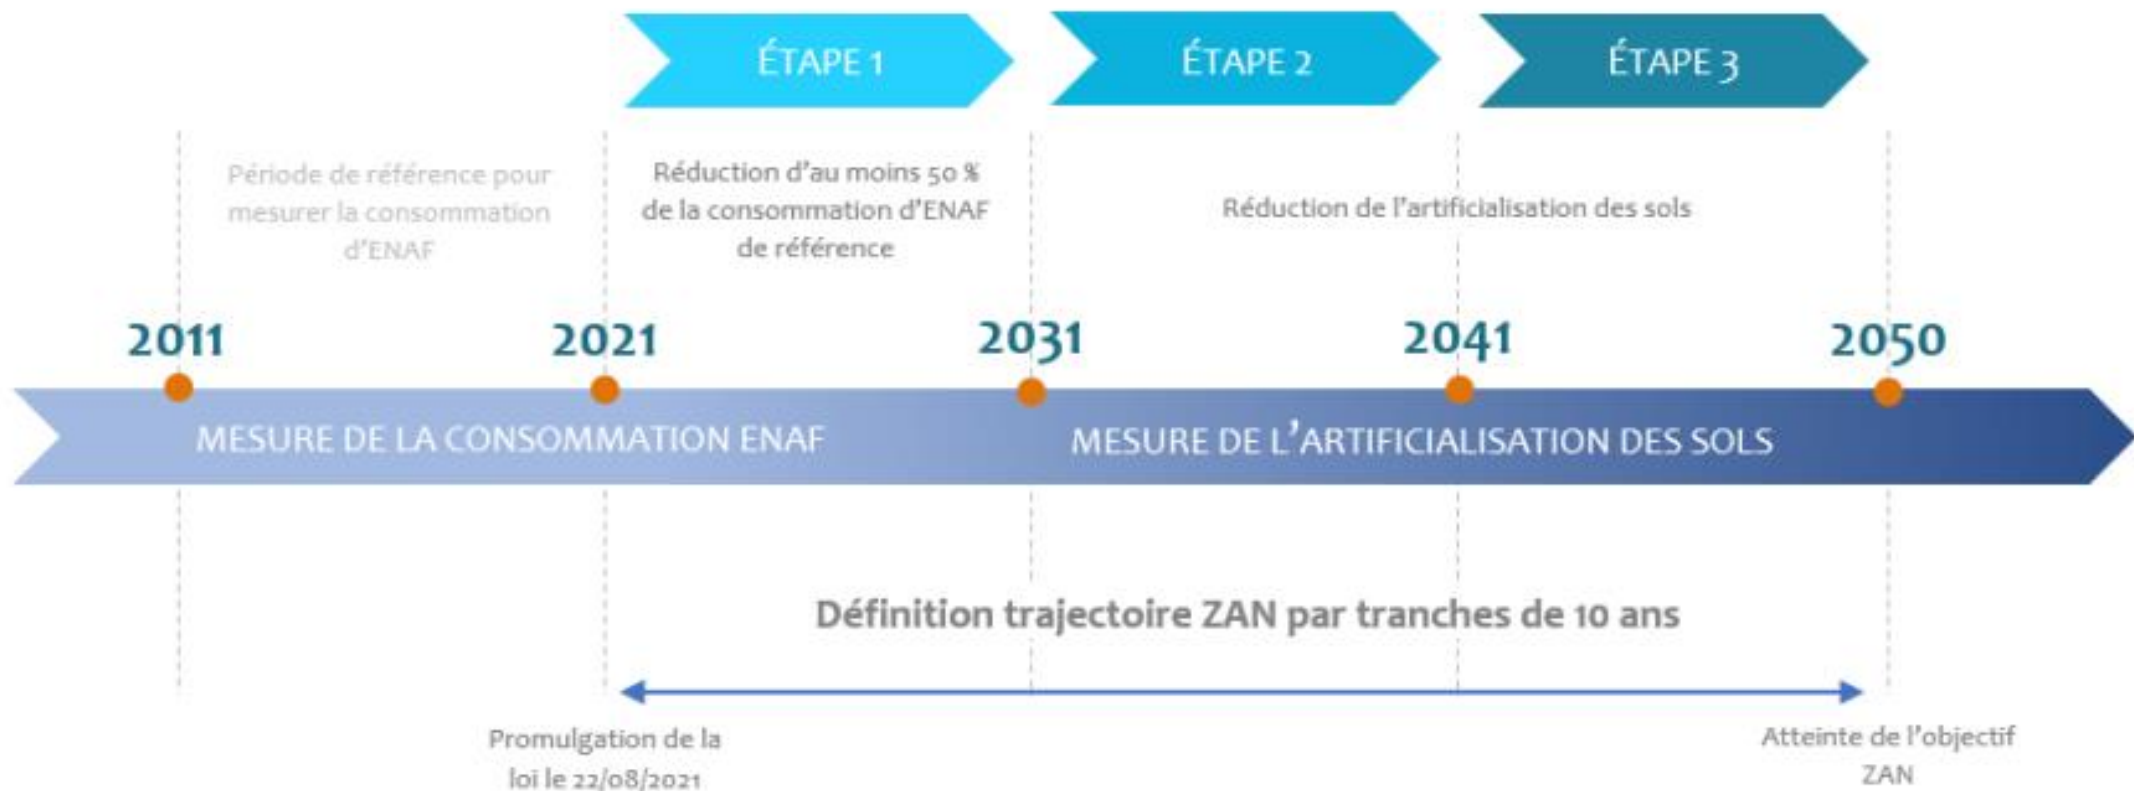 ÉTAPE 1
ÉTAPE 2
ÉTAPE 3
Période de référence pour
mesurer la consommation
d'ENAF
Réduction d'au moins 50 %
de la consommation d'ENAF
de référence
Réduction de l'artificialisation des sols
2011
2021
2031
2041
2050
MESURE DE LA CONSOMMATION ENAF
MESURE DE L'ARTIFICIALISATION DES SOLS
Définition trajectoire ZAN par tranches de 10 ans
Promulgation de la
loi le 22/08/2021
Atteinte de l'objectif
ZAN